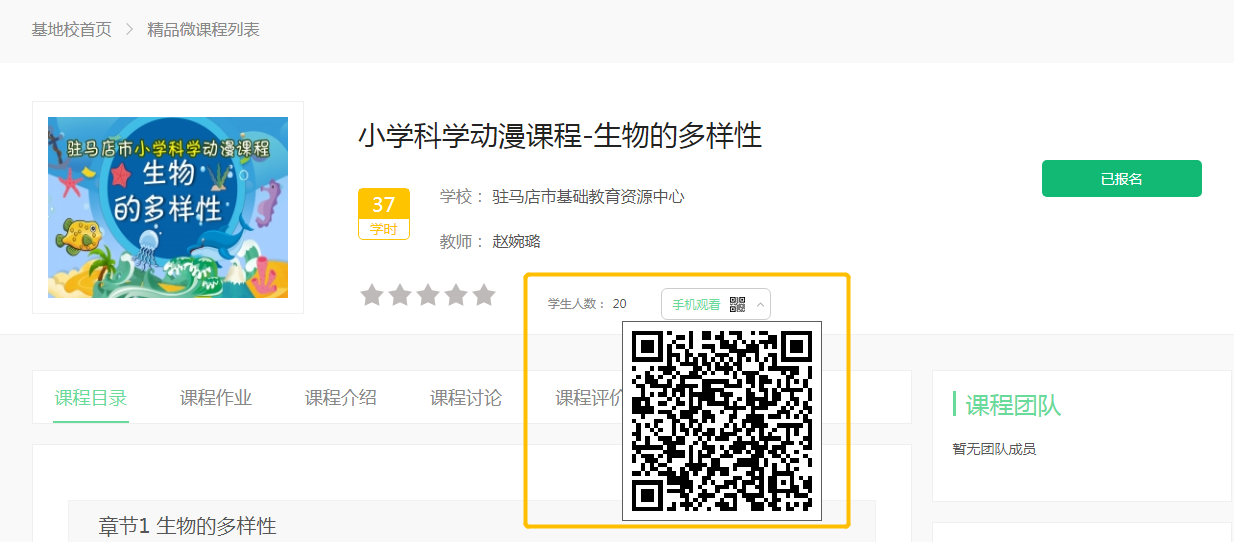 基地校首页 > 精品微课程列表
驻马店市小学科学动漫课程
生物
的多样性
小学科学动漫课程-生物的多样性
37
学时
学校： 驻马店市基础教育资源中心
教师： 赵婉璐
已报名
学生人数： 20
手机观看
课程目录 课程作业 课程介绍 课程讨论 课程评价
课程团队
暂无团队成员
章节1 生物的多样性